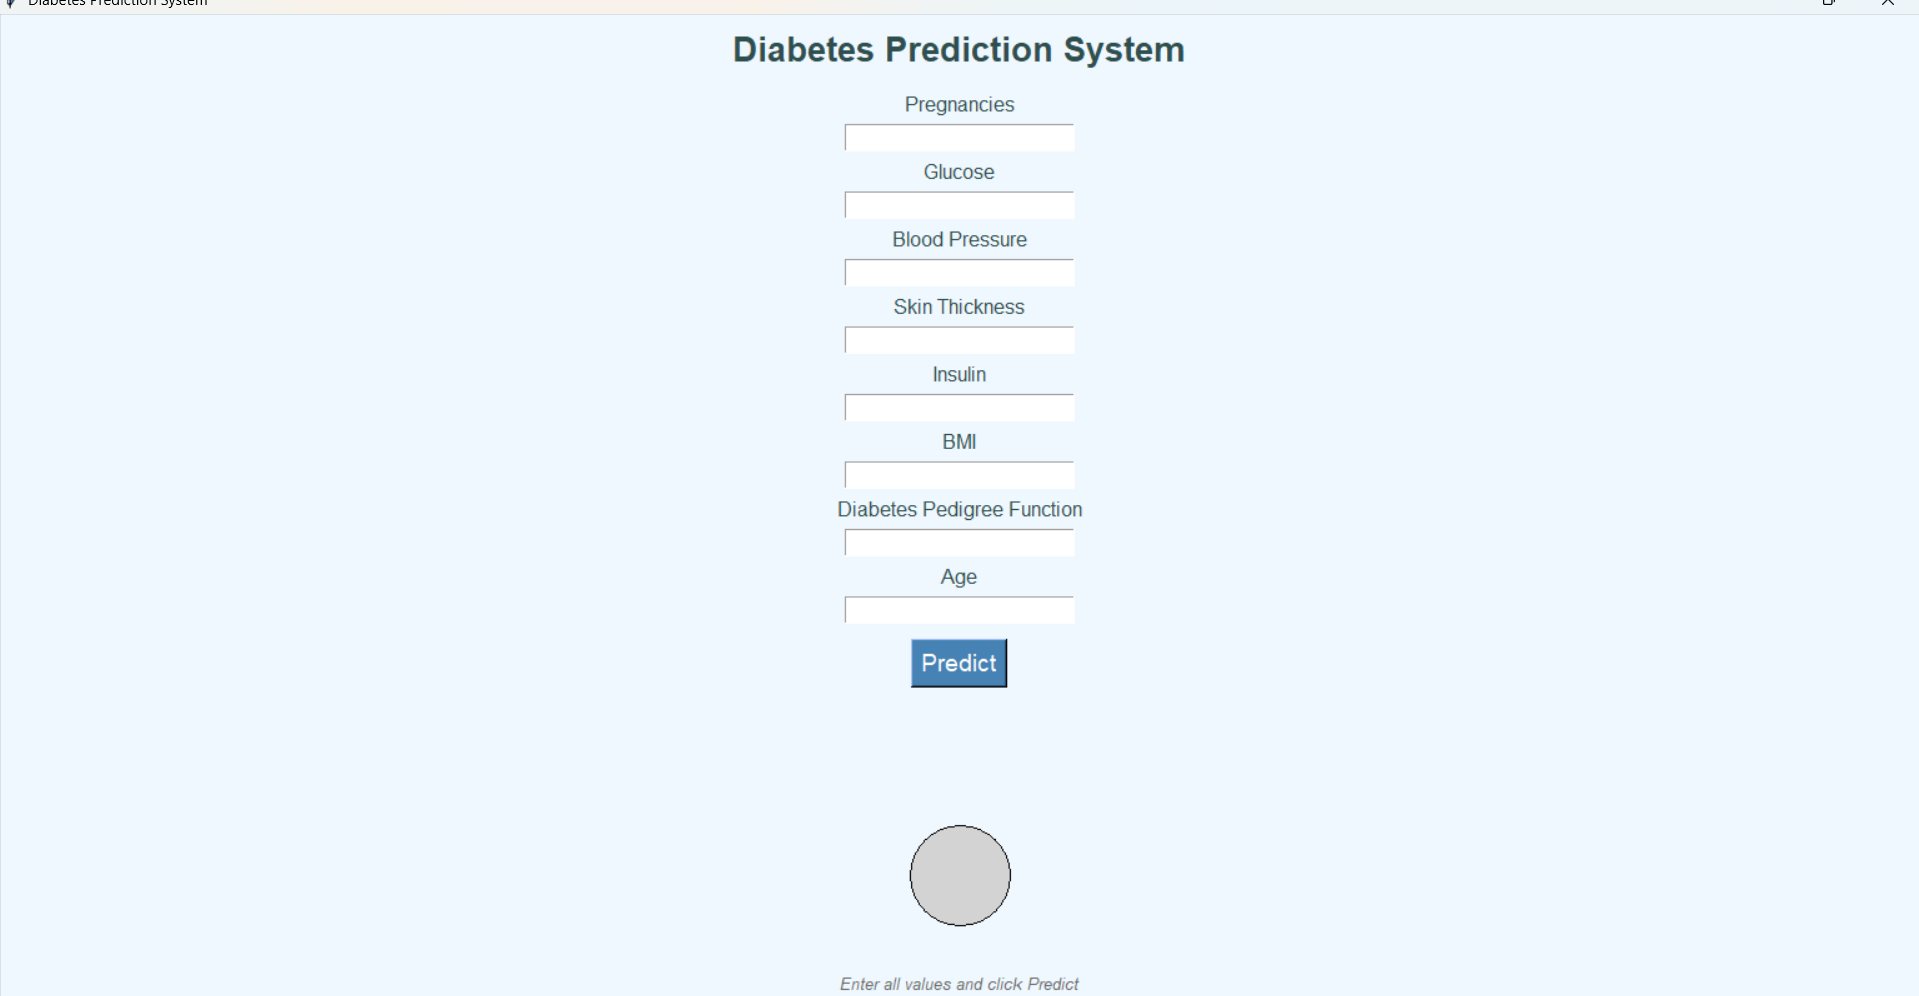 Diabetes Prediction System
Diabetes Prediction System
Pregnancies
Glucose
Blood Pressure
Skin Thickness
Insulin
BMI
Diabetes Pedigree Function
Age
Predict
Enter all values and click Predict